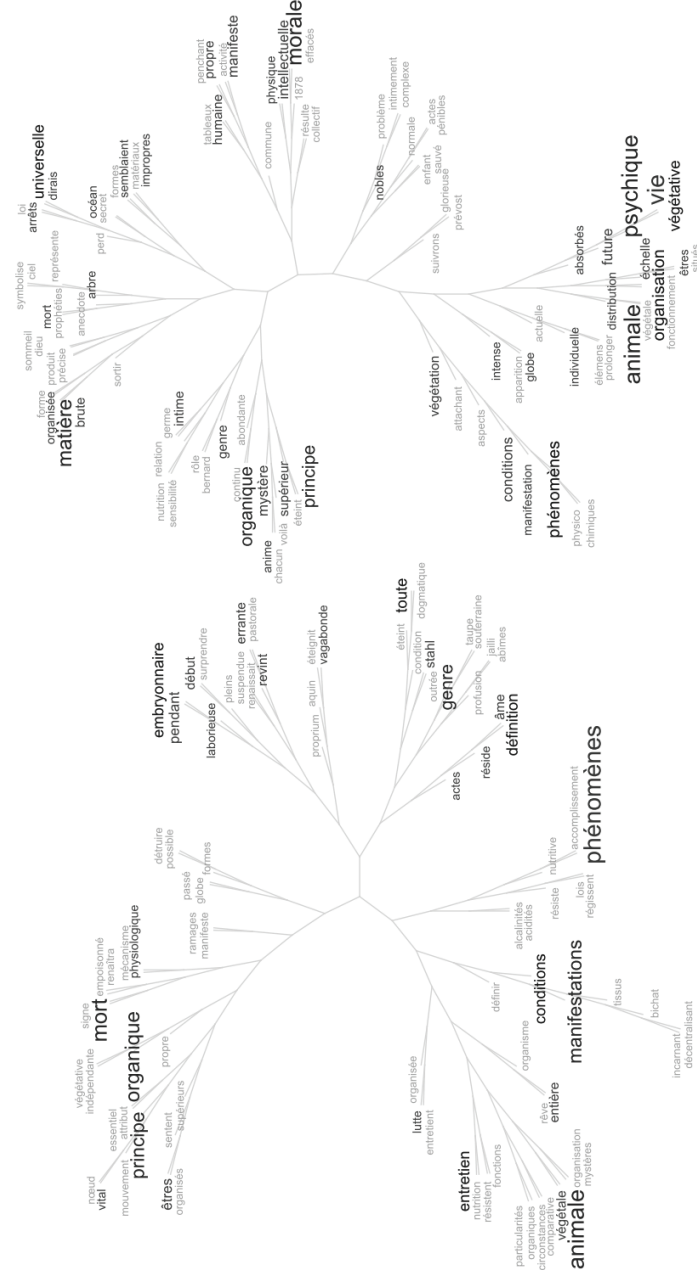 penchant
propre
activité
manifeste
tableaux
humaine
physique
intellectuelle
morale
effacés
commune
1878
résulte
collectif
loi
arrêts
universelle
dirais
océan
secret
formes
semblaient
matériaux
impropres
perd
problème
intimement
complexe
actes
pénibles
normale
nobles
enfant
sauvé
glorieuse
prévost
suivrons
symbolise
ciel
représente
mort
prophéties
arbre
anecdote
sommeil
dieu
produit
précise
sortir
forme
organisée
matière
brute
psychique
vie
végétative
absorbés
future
échelle
êtres
situés
distribution
organisation
fonctionnement
végétale
animale
actuelle
individuelle
élémens
prolonger
intense
apparition
globe
végétation
attachant
aspects
conditions
manifestation
phénomènes
physico
chimiques
germe
intime
relation
nutrition
sensibilité
rôle
bernard
genre
abondante
continu
organique
mystère
anime
chacun
voilà
supérieur
éteint
principe
embryonnaire
pendant
début
surprendre
laborieuse
pleins
suspendue
renaissait
errante
pastorale
revint
éteignit
vagabonde
aquin
proprium
éteint
toute
dogmatique
condition
stahl
outrée
genre
taupe
souterraine
jailli
abîmes
profusion
âme
définition
réside
actes
détruire
possible
passé
globe
formes
ramages
manifeste
mécanisme
physiologique
empoisonné
renaîtra
signe
mort
végétative
indépendante
organique
propre
essentiel
attribut
principe
mouvement
nœud
vital
sentent
supérieurs
êtres
organisés
accomplissement
phénomènes
nutritive
lois
régissent
résiste
alcalinités
acidités
définir
conditions
manifestations
tissus
bichat
incarnant
décentralisant
organisée
lutte
entretient
organisme
rêve
entière
entretien
nutrition
résistent
fonctions
particularités
organiques
circonstances
comparative
végétale
animale
organisation
mystères